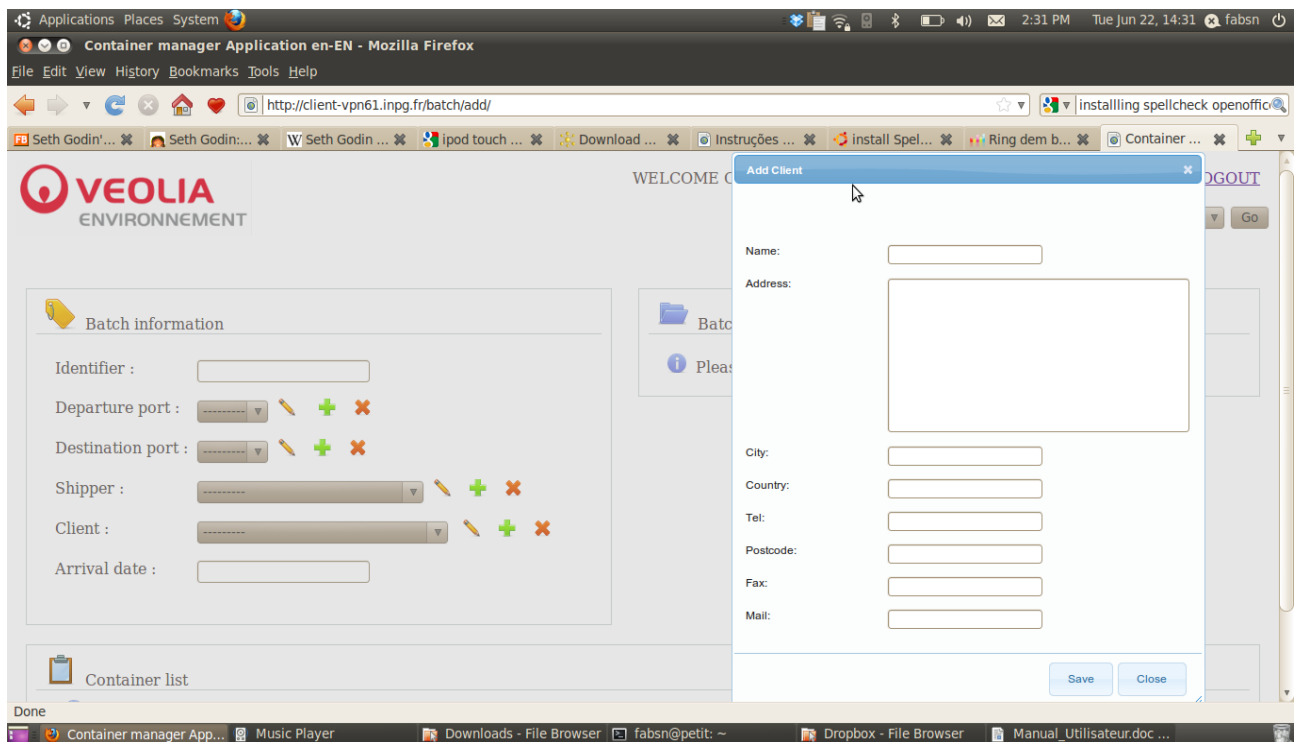 Applications Places System 2:31 PM Tue Jun 22, 14:31 fabsn
Container manager Application en-EN - Mozilla Firefox
File Edit View History Bookmarks Tools Help
http://client-vpn61.inpg.fr/batch/add/ installling spellcheck openoffic
FB Seth Godin'... Seth Godin:... W Seth Godin ... ipod touch ... Download ... Instruções ... install Spel... Ring dem b... Container ...
VEOLIA
ENVIRONNEMENT
WELCOME
OGOUT
Go
Batch information
Identifier :
Departure port : ---------
Destination port : ---------
Shipper : ---------
Client : ---------
Arrival date :
Batc
Pleas
Add Client
Name:
Address:
City:
Country:
Tel:
Postcode:
Fax:
Mail:
Save Close
Container list
Done
Container manager App... Music Player Downloads - File Browser fabsn@petit: ~ Dropbox - File Browser Manual_Utilisateur.doc ...